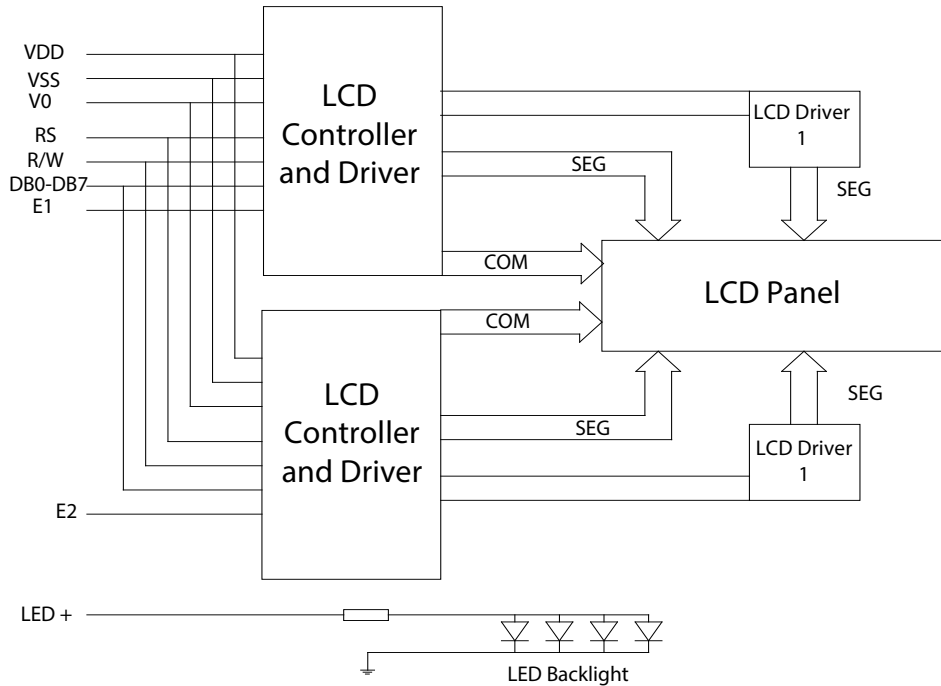 VDD
VSS
V0
RS
R/W
DB0-DB7
E1
LCD
Controller
and Driver
SEG
COM
LCD Driver
1
SEG
LCD Panel
COM
SEG
LCD
Controller
and Driver
SEG
LCD Driver
1
E2
LED +
LED Backlight